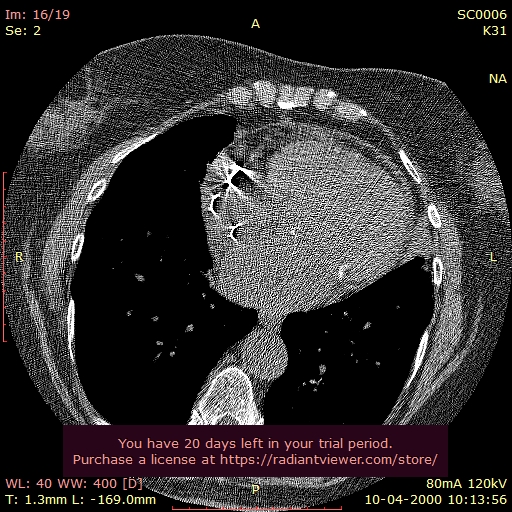 Im: 16/19
Se: 2
A
SC0006
K31
NA
R
L
You have 20 days left in your trial period.
Purchase a license at https://radiantviewer.com/store/
WL: 40 WW: 400 [D]
T: 1.3mm L: -169.0mm
P
80mA 120kV
10-04-2000 10:13:56